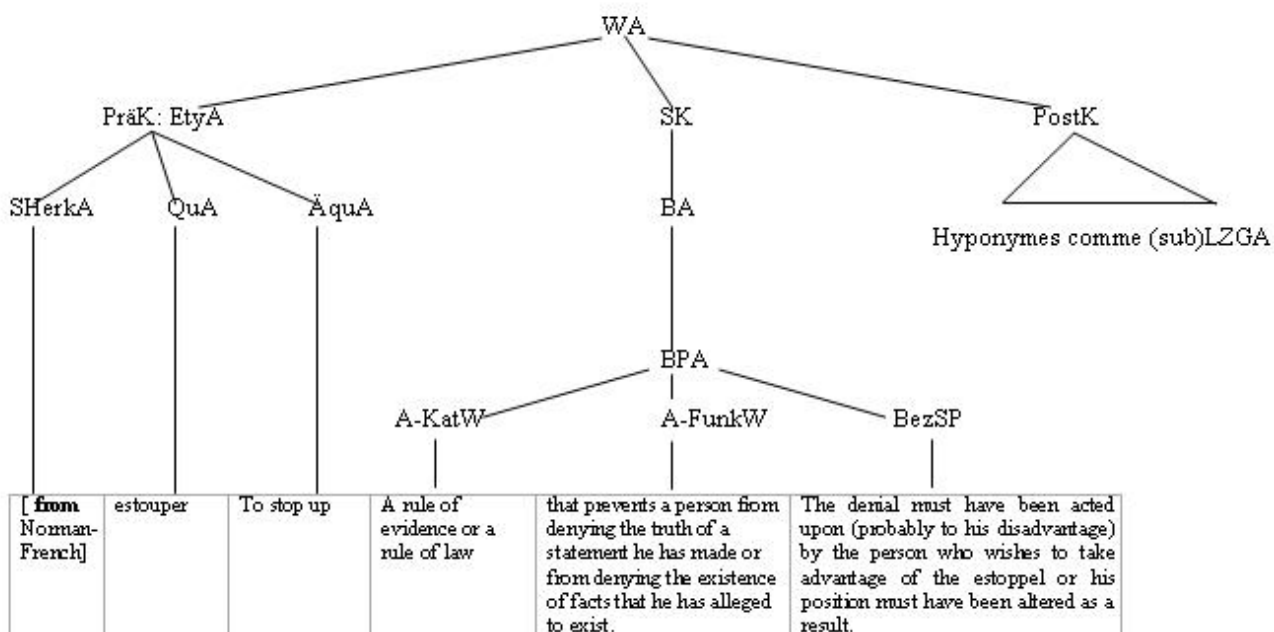 WA
PräK: EtyA
SK
PostK
SHerkA
QuA
ÄquA
BA
Hyponymes comme (sub)LZGA
BPA
A-KatW
A-FunkW
BezSP
[ from
Norman-
French]
estouper
To stop up
A rule of
evidence or a
rule of law
that prevents a person from
denying the truth of a
statement he has made or
from denying the existence
of facts that he has alleged
to exist.
The denial must have been acted
upon (probably to his disadvantage)
by the person who wishes to take
advantage of the estoppel or his
position must have been altered as a
result.